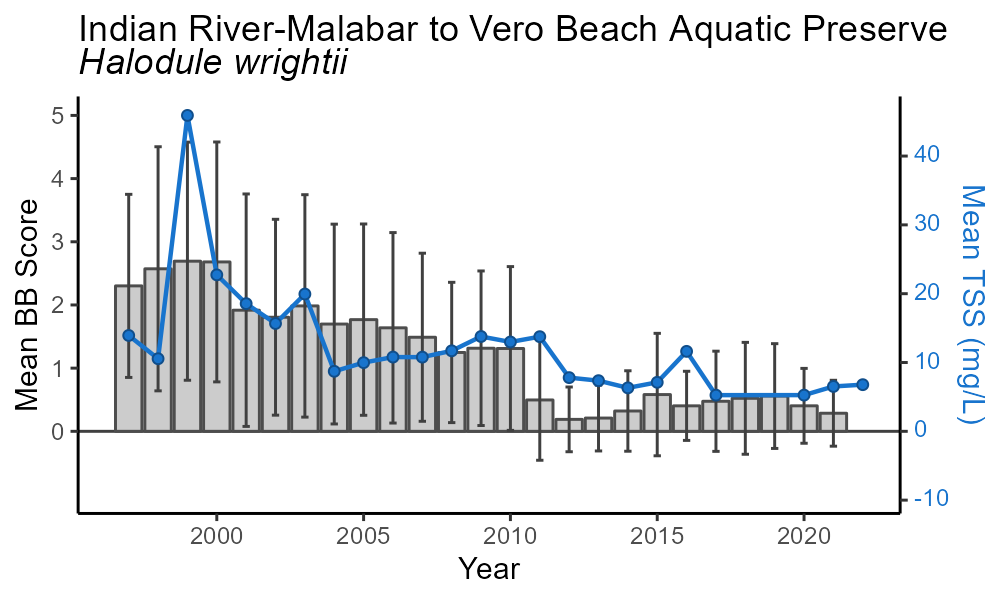 Indian River-Malabar to Vero Beach Aquatic Preserve
Halodule wrightii
Mean BB Score
5
4
3
2
1
0
40
30
20
10
0
-10
Mean TSS (mg/L)
2000 2005 2010 2015 2020
Year